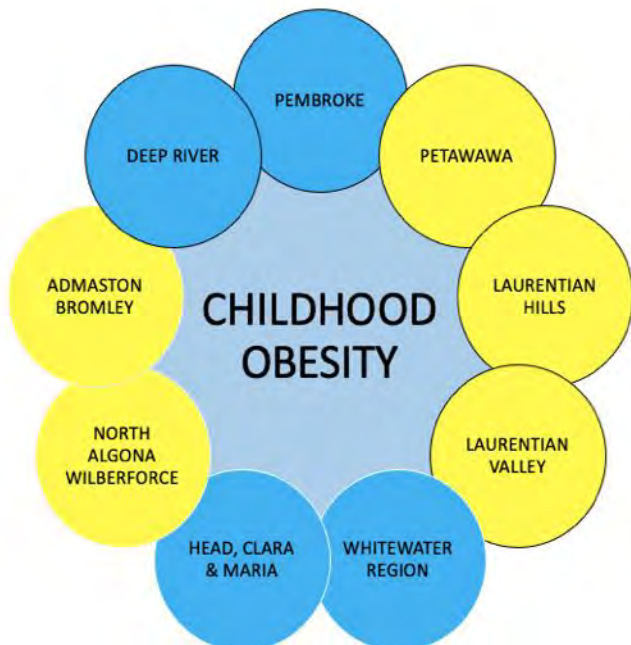 PEMBROKE
PETAWAWA
LAURENTIAN
HILLS
LAURENTIAN
VALLEY
WHITEWATER
REGION
HEAD, CLARA
& MARIA
NORTH
ALGONA
WILBERFORCE
ADMASTON
BROMLEY
DEEP RIVER
CHILDHOOD
OBESITY